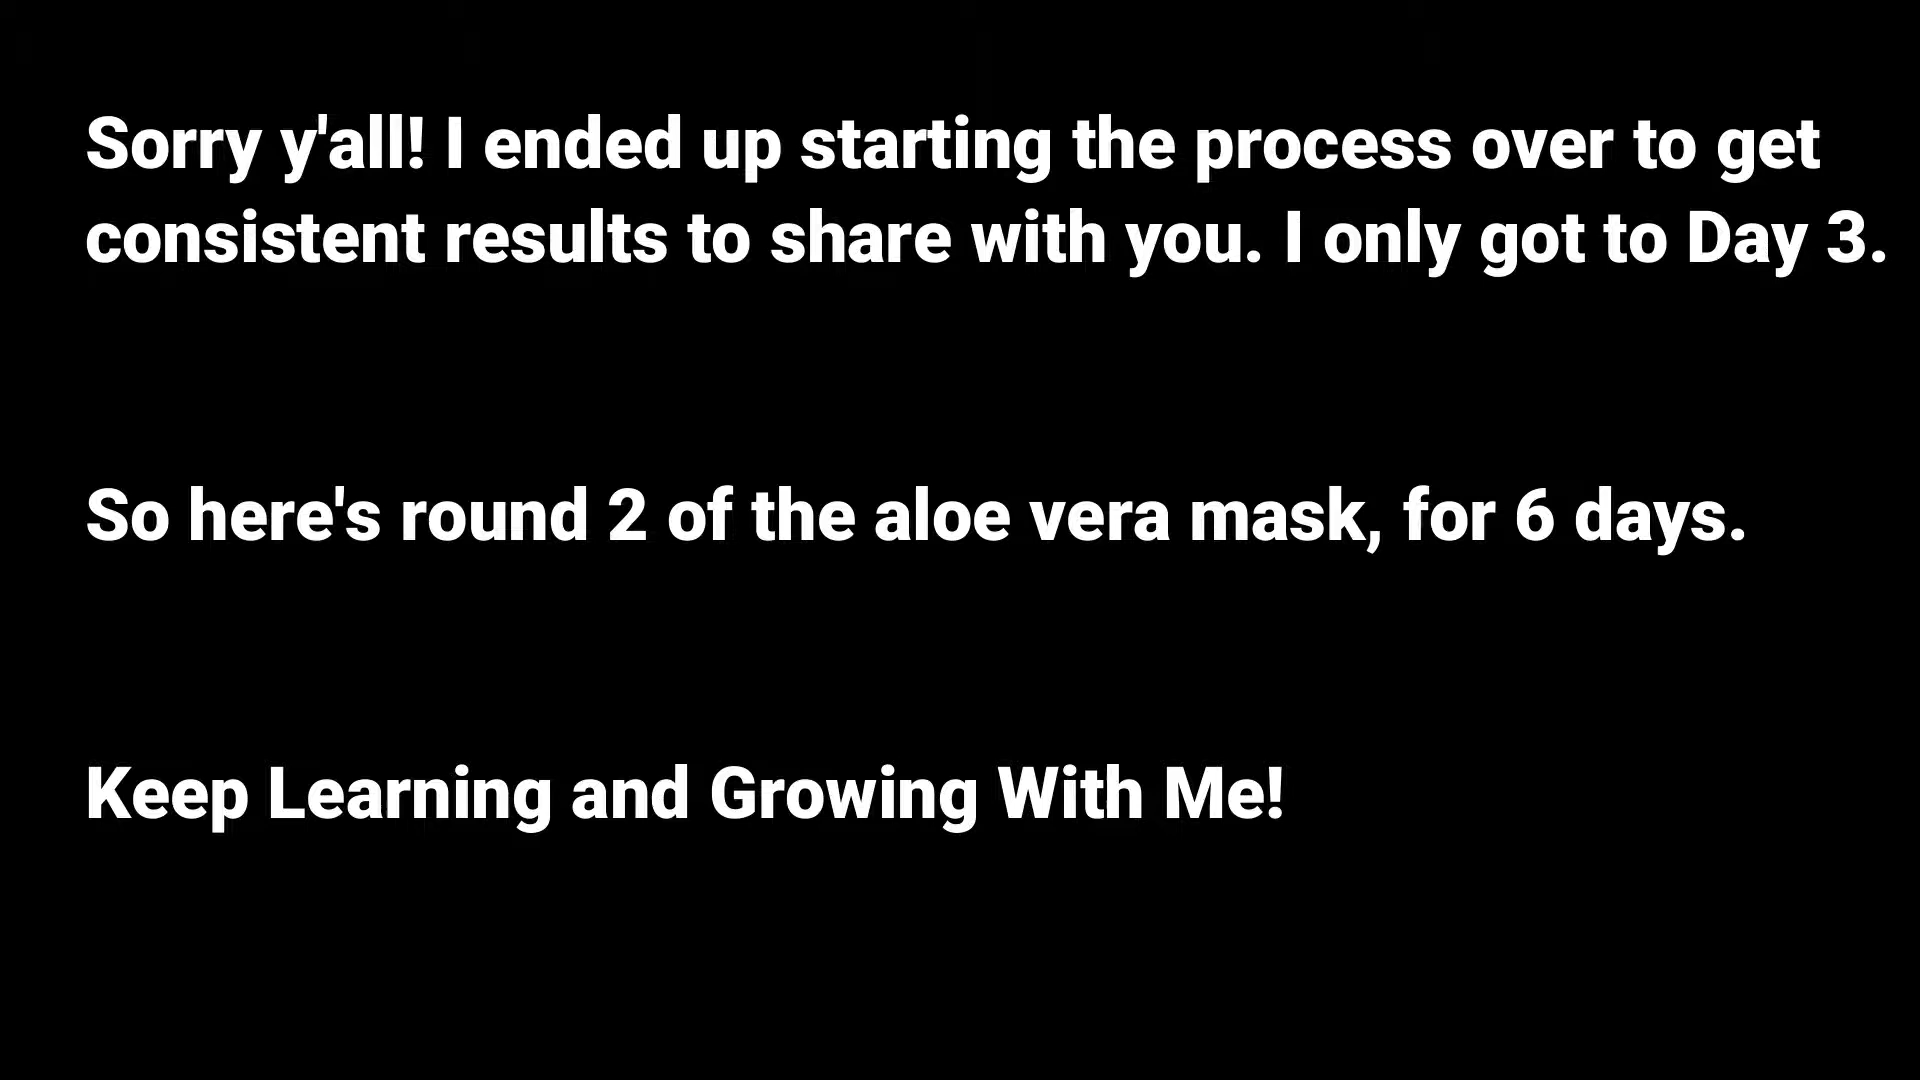 Sorry y'all! I ended up starting the process over to get
consistent results to share with you. I only got to Day 3.
So here's round 2 of the aloe vera mask, for 6 days.
Keep Learning and Growing With Me!